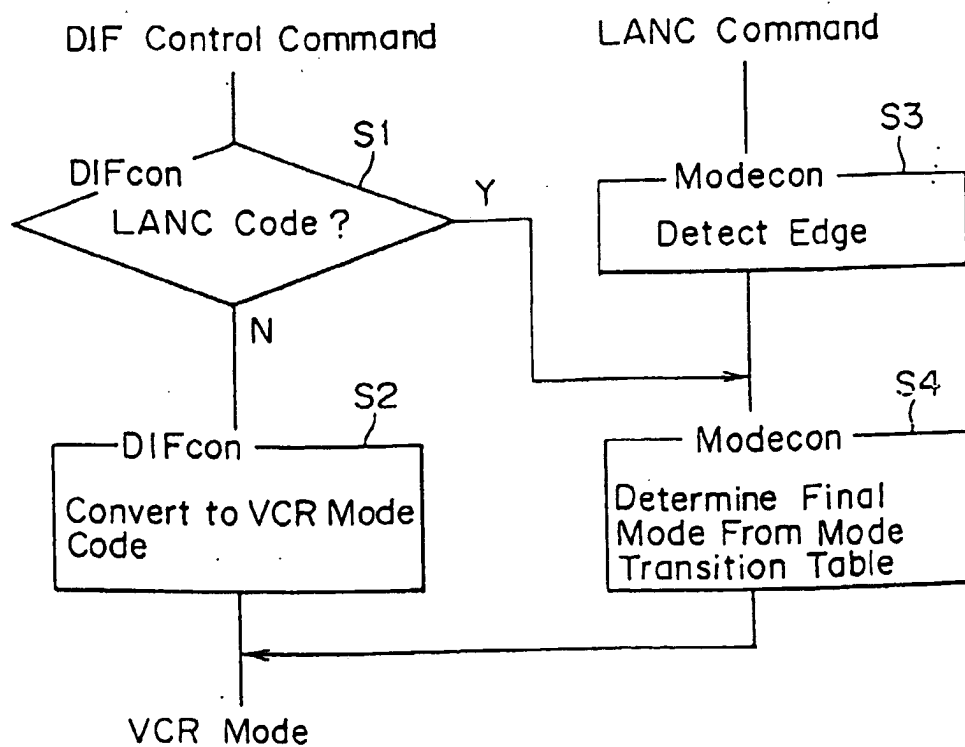 DIF Control Command
LANC Command
S1
S3
DIFcon
Modecon
LANC Code?
Y
Detect Edge
N
S2
S4
DIFcon
Modecon
Convert to VCR Mode
Code
Determine Final
Mode From Mode
Transition Table
VCR Mode